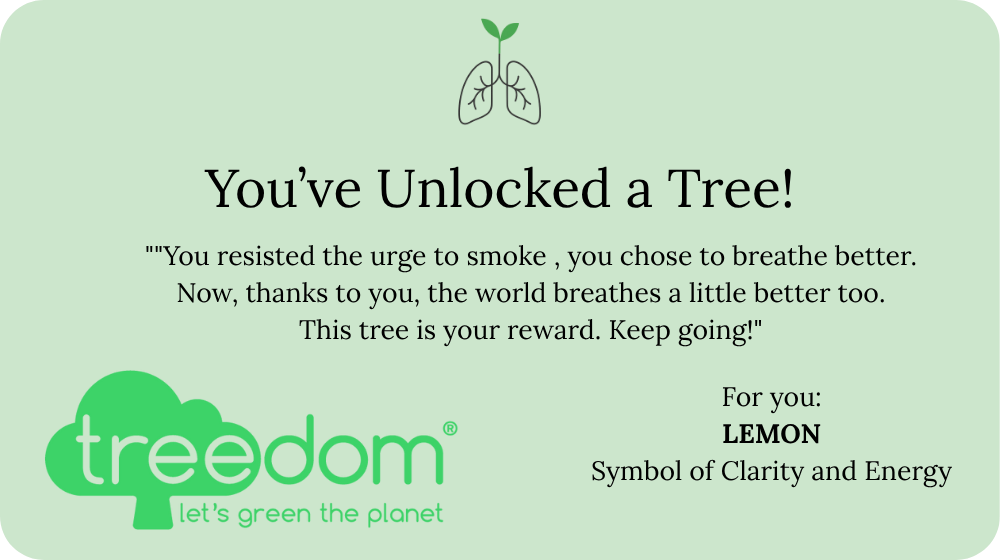 You’ve Unlocked a Tree!
""You resisted the urge to smoke , you chose to breathe better.
Now, thanks to you, the world breathes a little better too.
This tree is your reward. Keep going!"
treedom®
let's green the planet
For you:
LEMON
Symbol of Clarity and Energy